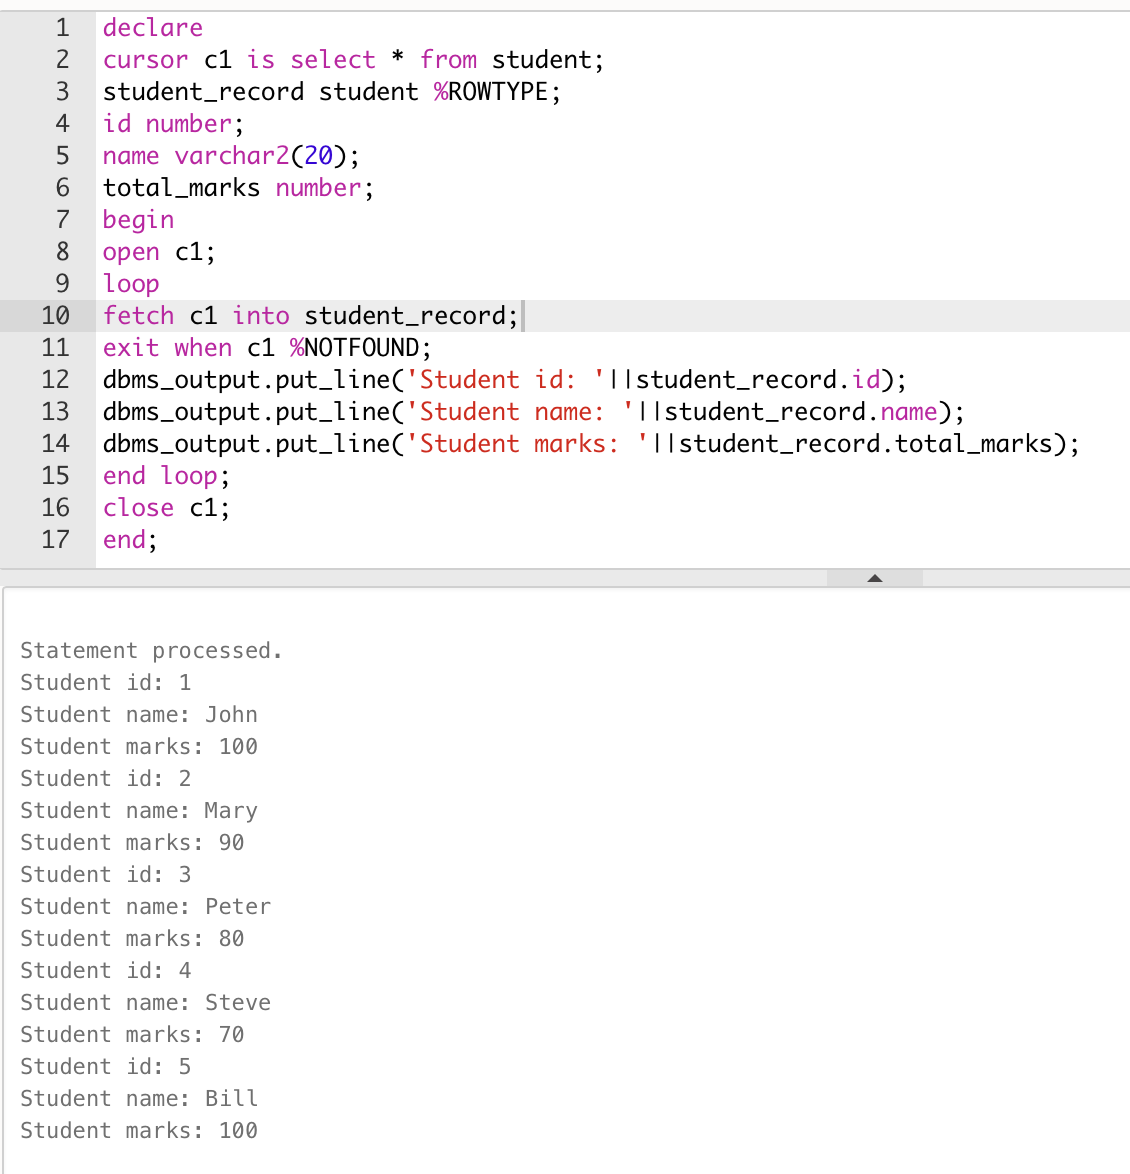 1 declare
2 cursor c1 is select * from student;
3 student_record student %ROWTYPE;
4 id number;
5 name varchar2(20);
6 total_marks number;
7 begin
8 open c1;
9 loop
10 fetch c1 into student_record;
11 exit when c1 %NOTFOUND;
12 dbms_output.put_line('Student id: '||student_record.id);
13 dbms_output.put_line('Student name: '||student_record.name);
14 dbms_output.put_line('Student marks: '||student_record.total_marks);
15 end loop;
16 close c1;
17 end;
Statement processed.
Student id: 1
Student name: John
Student marks: 100
Student id: 2
Student name: Mary
Student marks: 90
Student id: 3
Student name: Peter
Student marks: 80
Student id: 4
Student name: Steve
Student marks: 70
Student id: 5
Student name: Bill
Student marks: 100